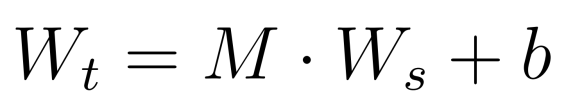 W_t = M · W_s + b